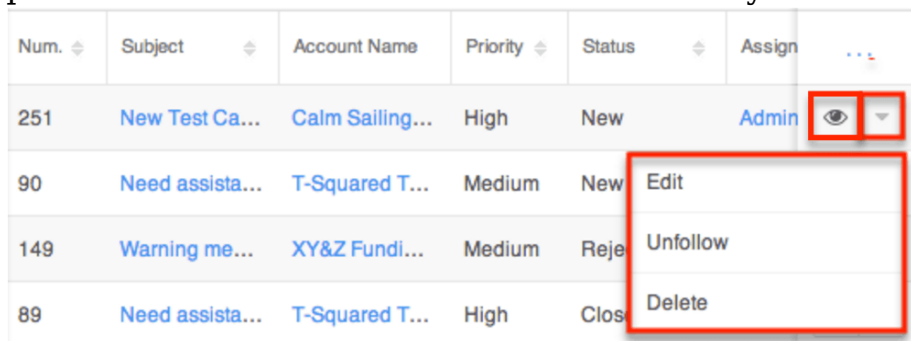 Num. Subject Account Name Priority Status Assign ...
251 New Test Ca... Calm Sailing... High New Admin
90 Need assista... T-Squared T... Medium New Edit
149 Warning me... XY&Z Fundi... Medium Reje Unfollow
89 Need assista... T-Squared T... High Clos Delete